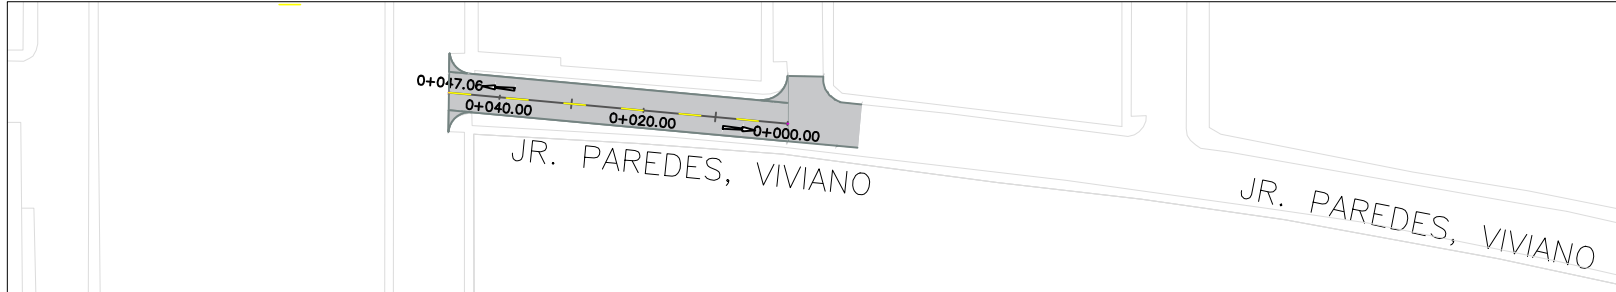 0+047.06
0+040.00
0+020.00
0+000.00
JR. PAREDES, VIVIANO
JR. PAREDES, VIVIANO